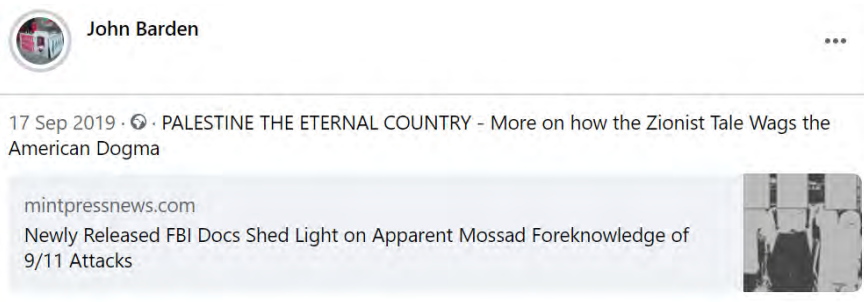 John Barden
17 Sep 2019 · PALESTINE THE ETERNAL COUNTRY - More on how the Zionist Tale Wags the
American Dogma
mintpressnews.com
Newly Released FBI Docs Shed Light on Apparent Mossad Foreknowledge of
9/11 Attacks